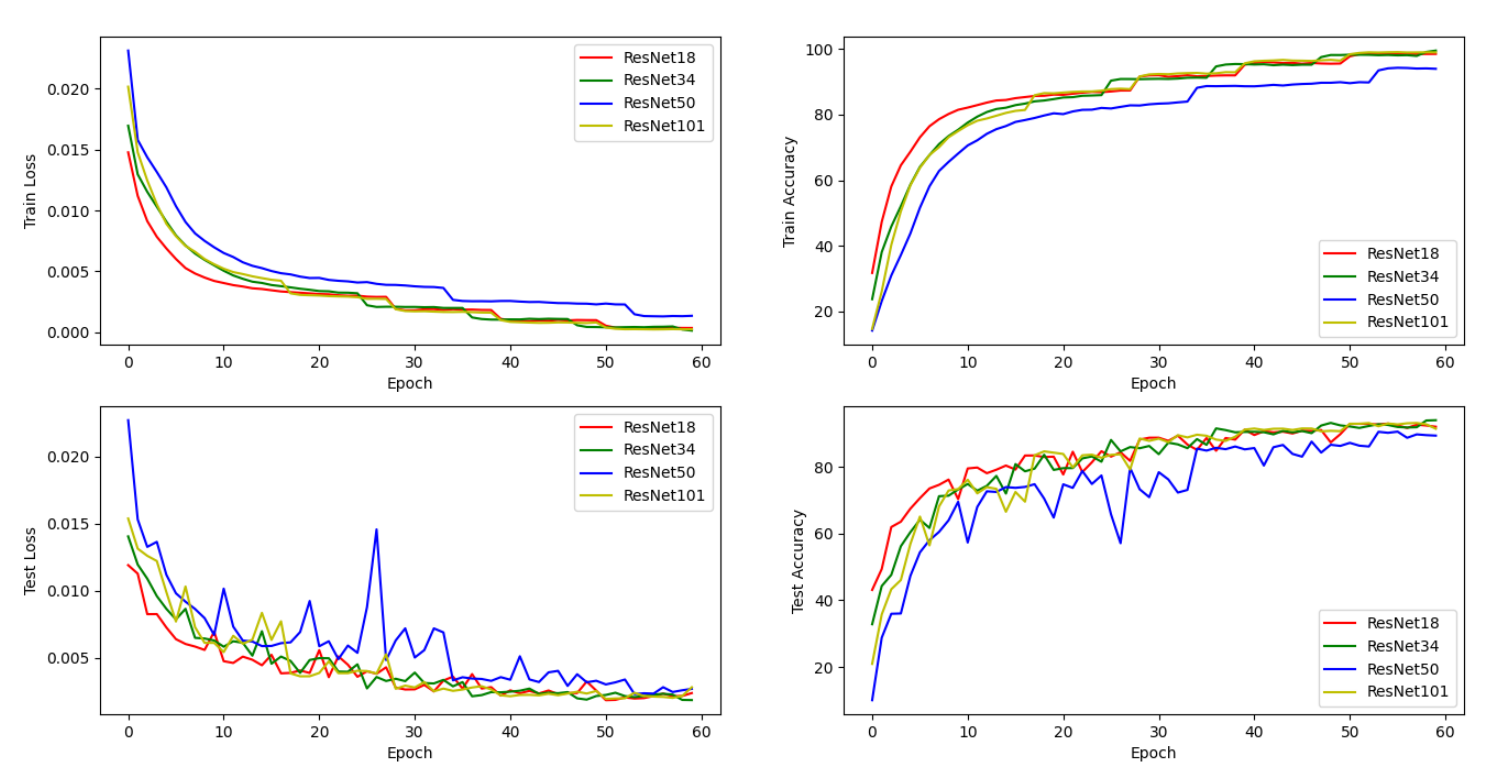 Train Loss
0.020
0.015
0.010
0.005
0.000
0 10 20 30 40 50 60
Epoch
ResNet18
ResNet34
ResNet50
ResNet101
Train Accuracy
100
80
60
40
20
0 10 20 30 40 50 60
Epoch
ResNet18
ResNet34
ResNet50
ResNet101
Test Loss
0.020
0.015
0.010
0.005
0 10 20 30 40 50 60
Epoch
ResNet18
ResNet34
ResNet50
ResNet101
Test Accuracy
80
60
40
20
0 10 20 30 40 50 60
Epoch
ResNet18
ResNet34
ResNet50
ResNet101